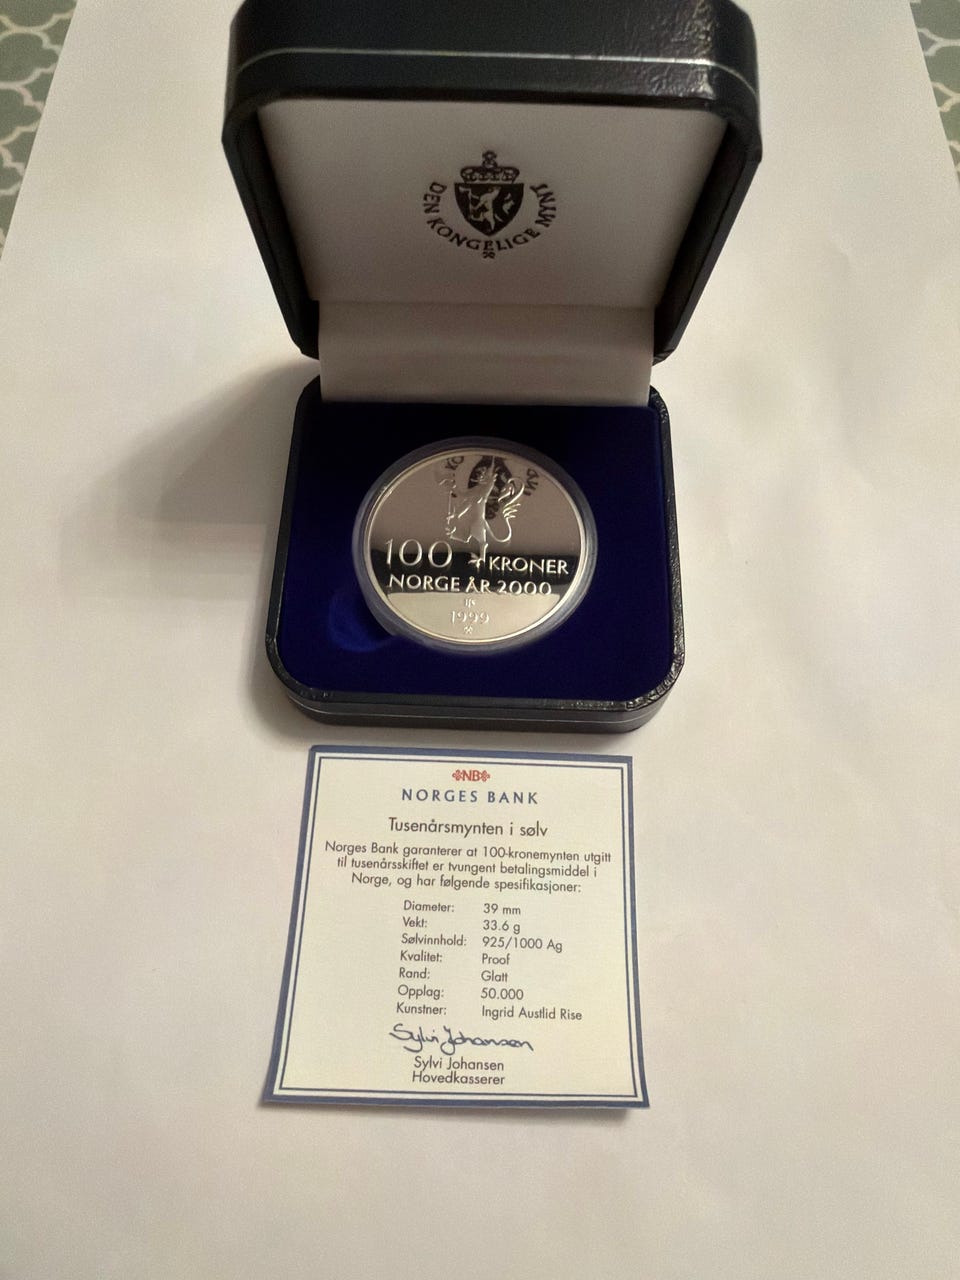 DEN KONGELIGE MYNT
100 KRONER
NORGE ÅR 2000
1999
NB
NORGES BANK
Tusenårsmynten i sølv
Norges Bank garanterer at 100-kronemynten utgitt
til tusenårsskiftet er tvungent betalingsmiddel i
Norge, og har følgende spesifikasjoner:
Diameter: 39 mm
Vekt: 33.6 g
Sølvinnhold: 925/1000 Ag
Kvalitet: Proof
Rand: Glatt
Opplag: 50.000
Kunstner: Ingrid Austlid Rise
Sylvi Johansen
Sylvi Johansen
Hovedkasserer